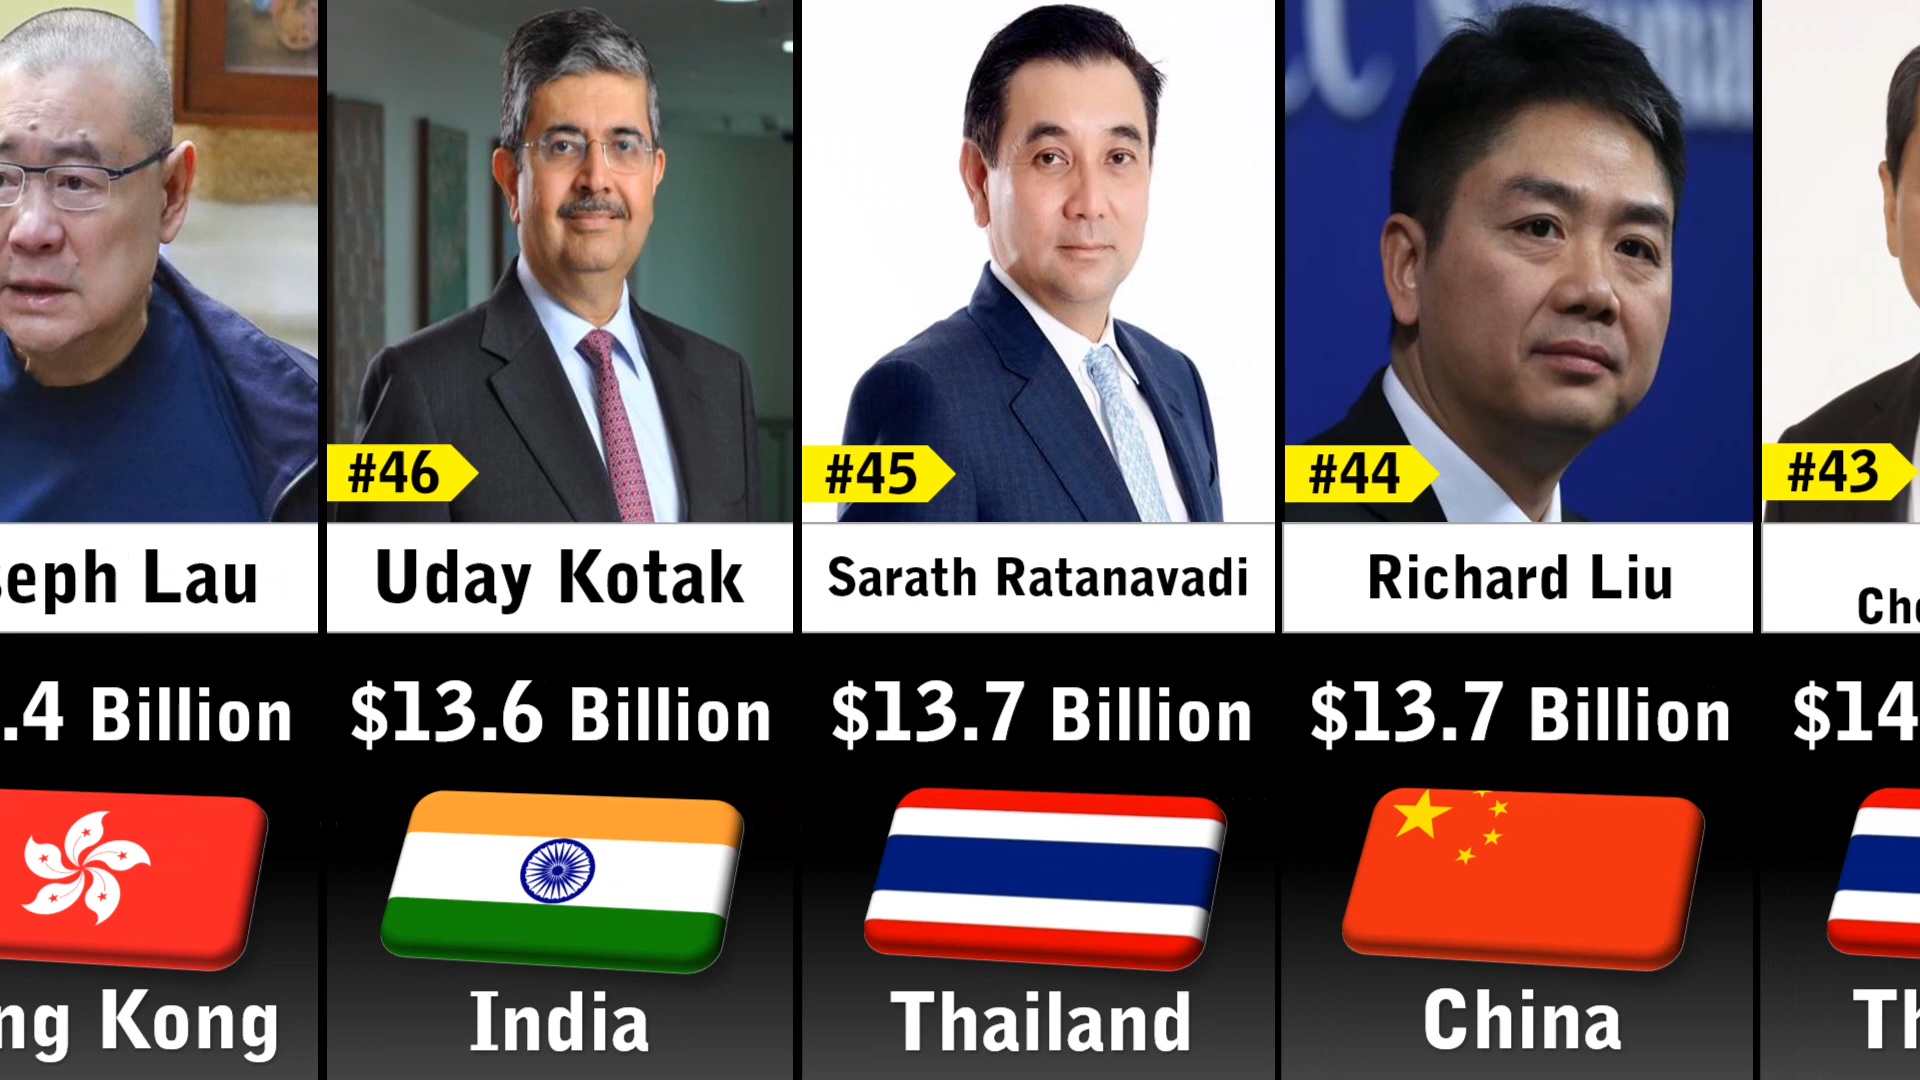 #46
#45
#44
#43
eph Lau
Uday Kotak
Sarath Ratanavadi
Richard Liu
.4 Billion
$13.6 Billion
$13.7 Billion
$13.7 Billion
$14
ng Kong
India
Thailand
China